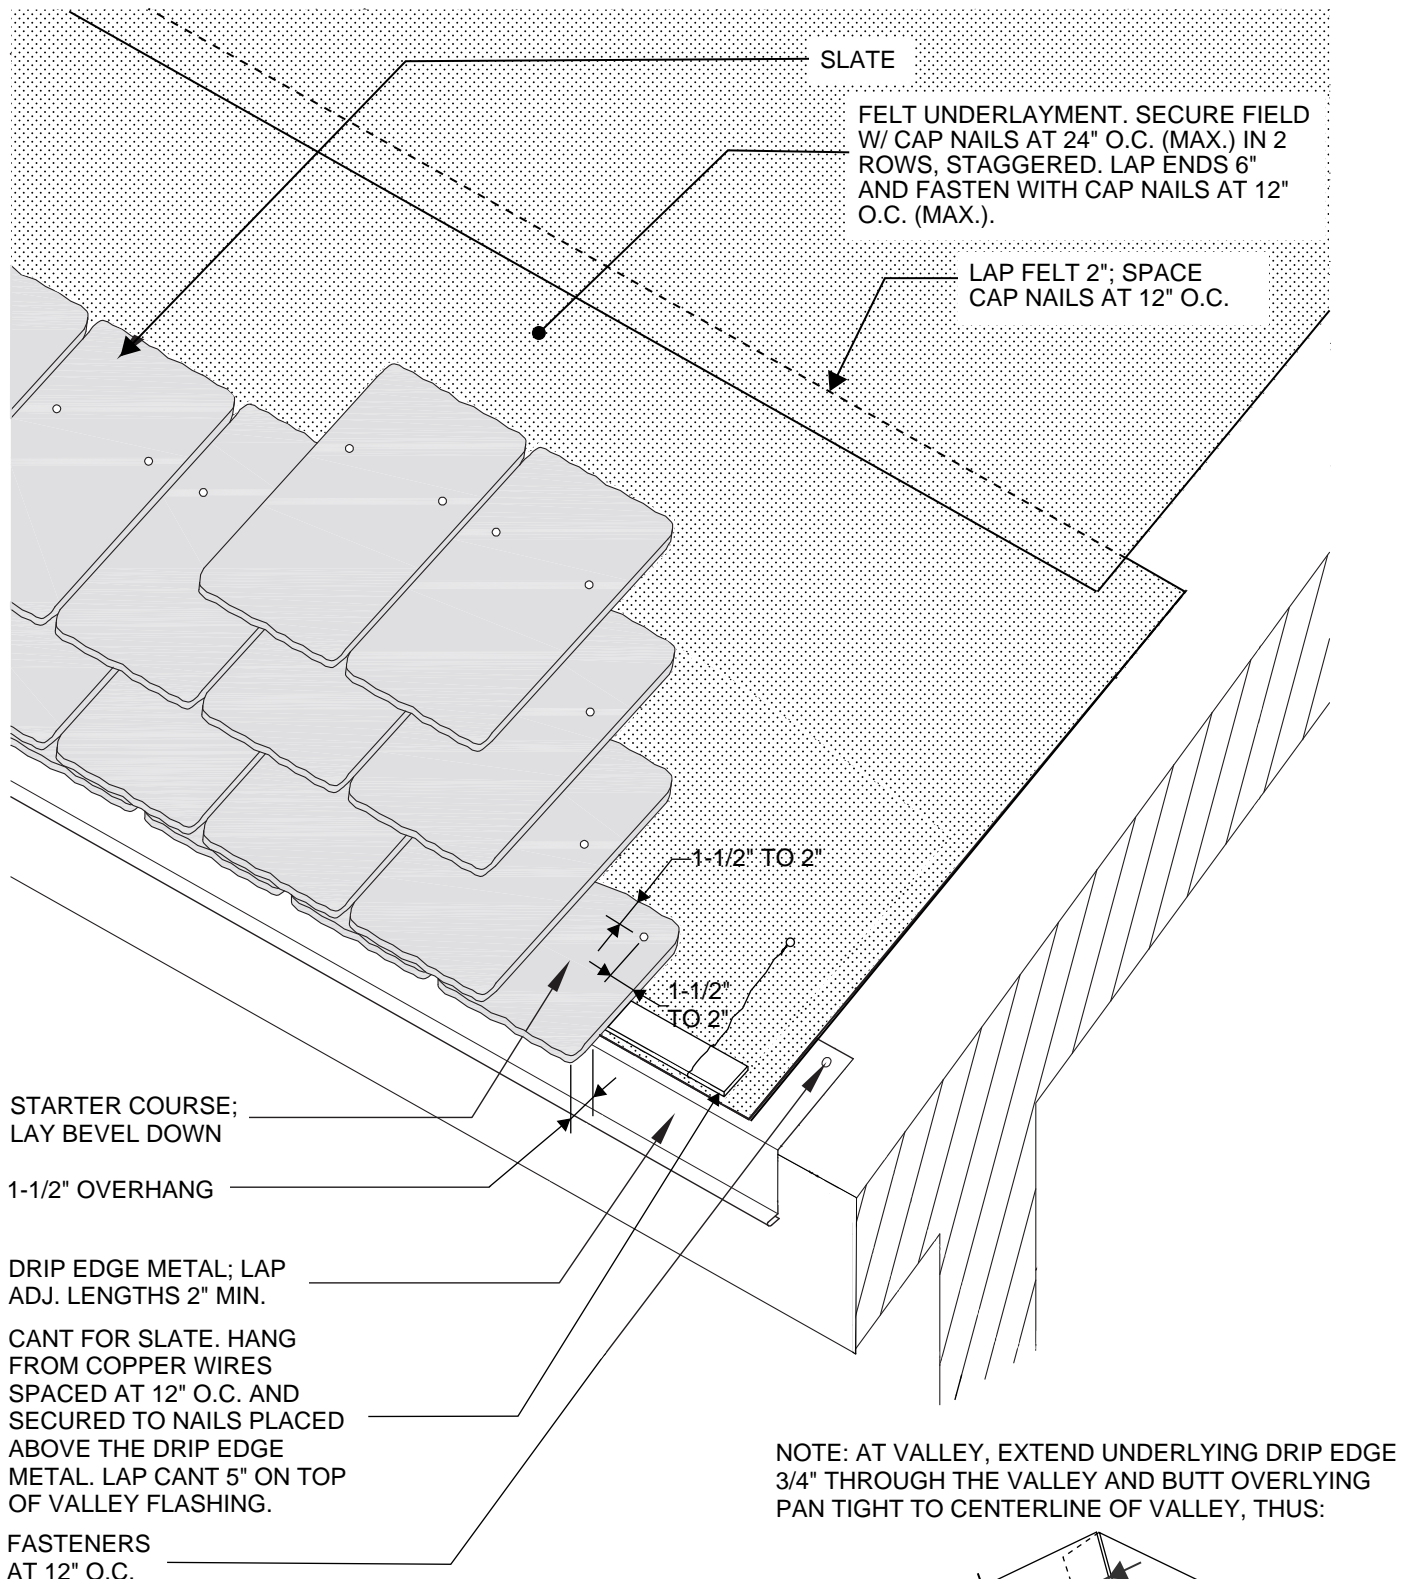 SLATE
FELT UNDERLAYMENT. SECURE FIELD
W/ CAP NAILS AT 24" O.C. (MAX.) IN 2
ROWS, STAGGERED. LAP ENDS 6"
AND FASTEN WITH CAP NAILS AT 12"
O.C. (MAX.).
LAP FELT 2"; SPACE
CAP NAILS AT 12" O.C.
1-1/2" TO 2"
1-1/2"
TO 2"
STARTER COURSE;
LAY BEVEL DOWN
1-1/2" OVERHANG
DRIP EDGE METAL; LAP
ADJ. LENGTHS 2" MIN.
CANT FOR SLATE. HANG
FROM COPPER WIRES
SPACED AT 12" O.C. AND
SECURED TO NAILS PLACED
ABOVE THE DRIP EDGE
METAL. LAP CANT 5" ON TOP
OF VALLEY FLASHING.
FASTENERS
AT 12" O.C.
NOTE: AT VALLEY, EXTEND UNDERLYING DRIP EDGE
3/4" THROUGH THE VALLEY AND BUTT OVERLYING
PAN TIGHT TO CENTERLINE OF VALLEY, THUS: